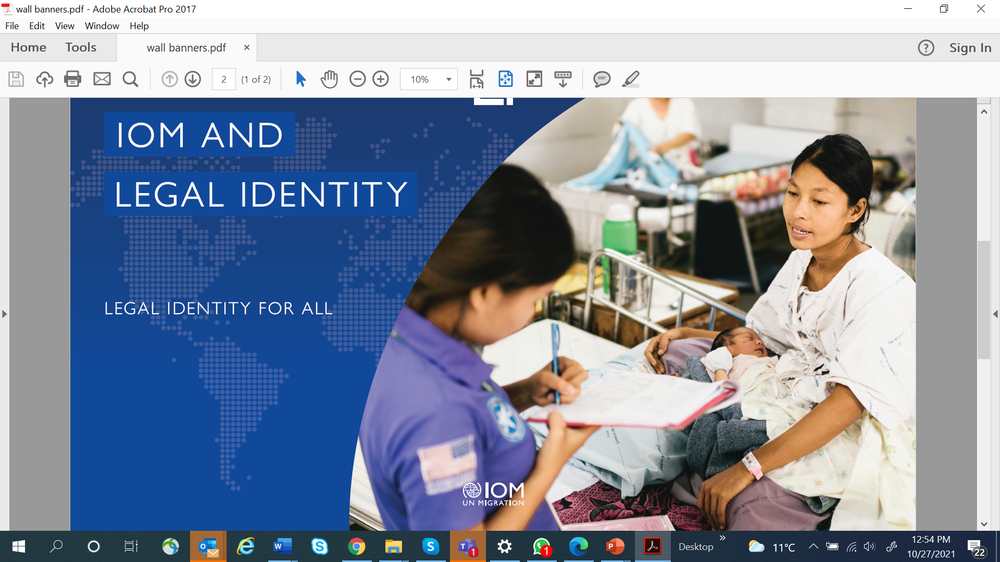 wall banners.pdf - Adobe Acrobat Pro 2017
File Edit View Window Help
Home Tools wall banners.pdf × ? Sign In
2 (1 of 2) 10%
IOM AND
LEGAL IDENTITY
LEGAL IDENTITY FOR ALL
IOM
UN MIGRATION
Desktop » 11°C 12:54 PM
10/27/2021
1
1
22